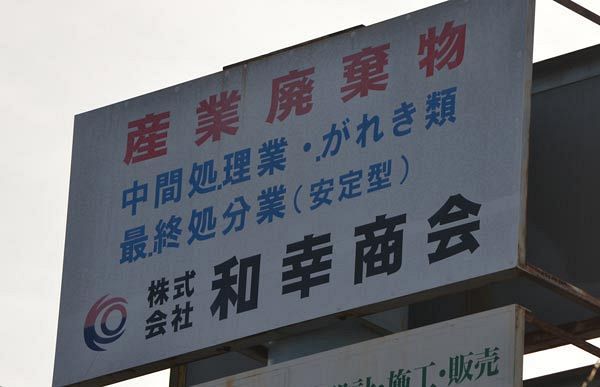 産業廃棄物
中間処理業・がれき類
最終処分業(安定型)
株式会社 和幸商会
施工・販売